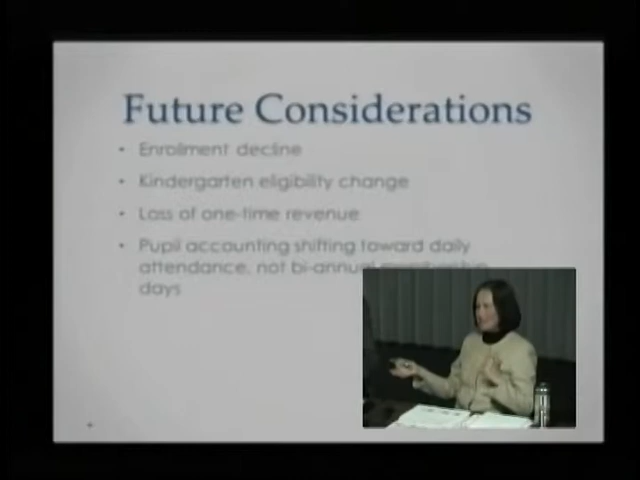 Future Considerations
• Enrollment decline
• Kindergarten eligibility change
• Loss of one-time revenue
• Pupil accounting shifting toward daily
attendance, not bi-annual
days